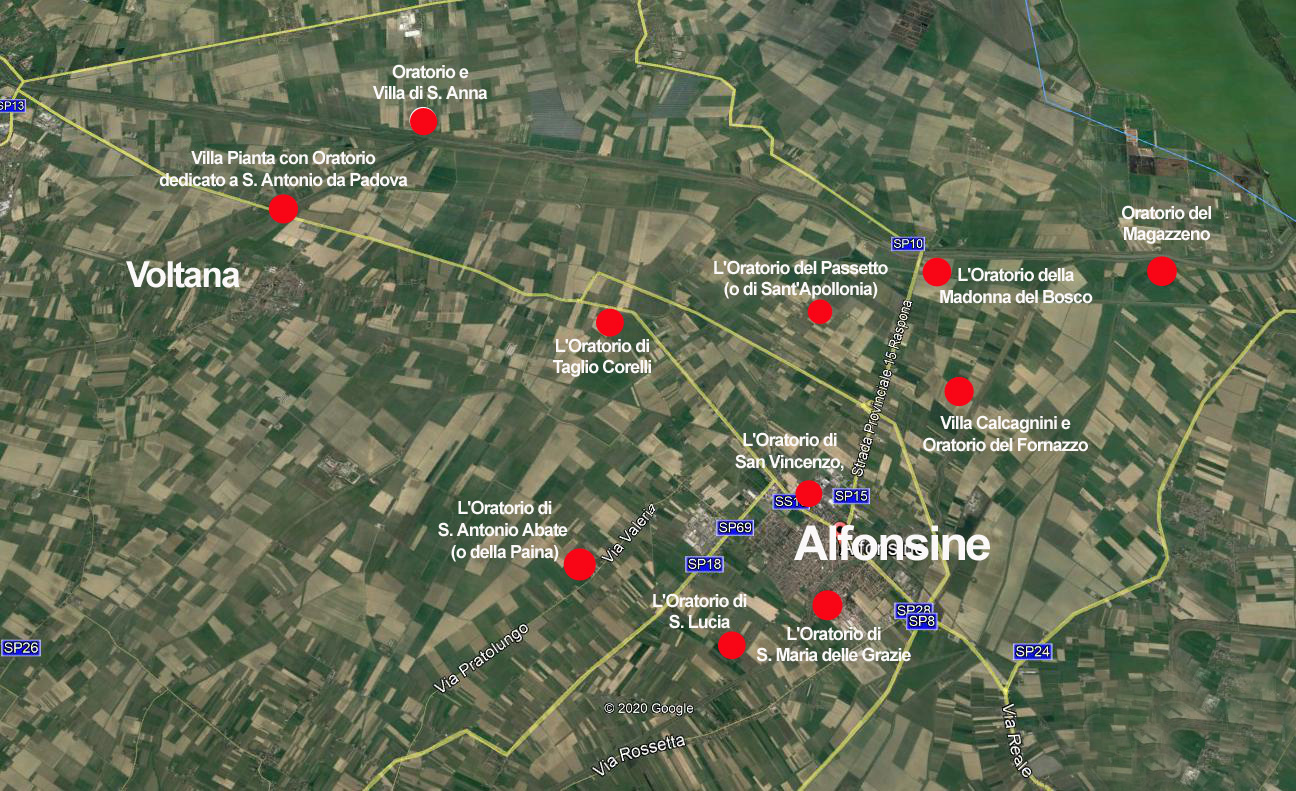 Oratorio e
Villa di S. Anna
SP13
Villa Pianta con Oratorio
dedicato a S. Antonio da Padova
Oratorio del
Magazzeno
SP10
Voltana
L'Oratorio del Passetto
(o di Sant'Apollonia)
L'Oratorio della
Madonna del Bosco
L'Oratorio di
Taglio Corelli
Strada Provinciale 15 Raspona
Villa Calcagnini e
Oratorio del Fornazzo
L'Oratorio di
San Vincenzo,
SP15
L'Oratorio di
S. Antonio Abate
(o della Paina)
Via Valeria
SP69
Alfonsine
Alfonsine
SP18
L'Oratorio di
S. Lucia
SP28
SP8
L'Oratorio di
S. Maria delle Grazie
SP26
SP24
Via Pratolungo
© 2020 Google
Via Rossetta
Via Reale